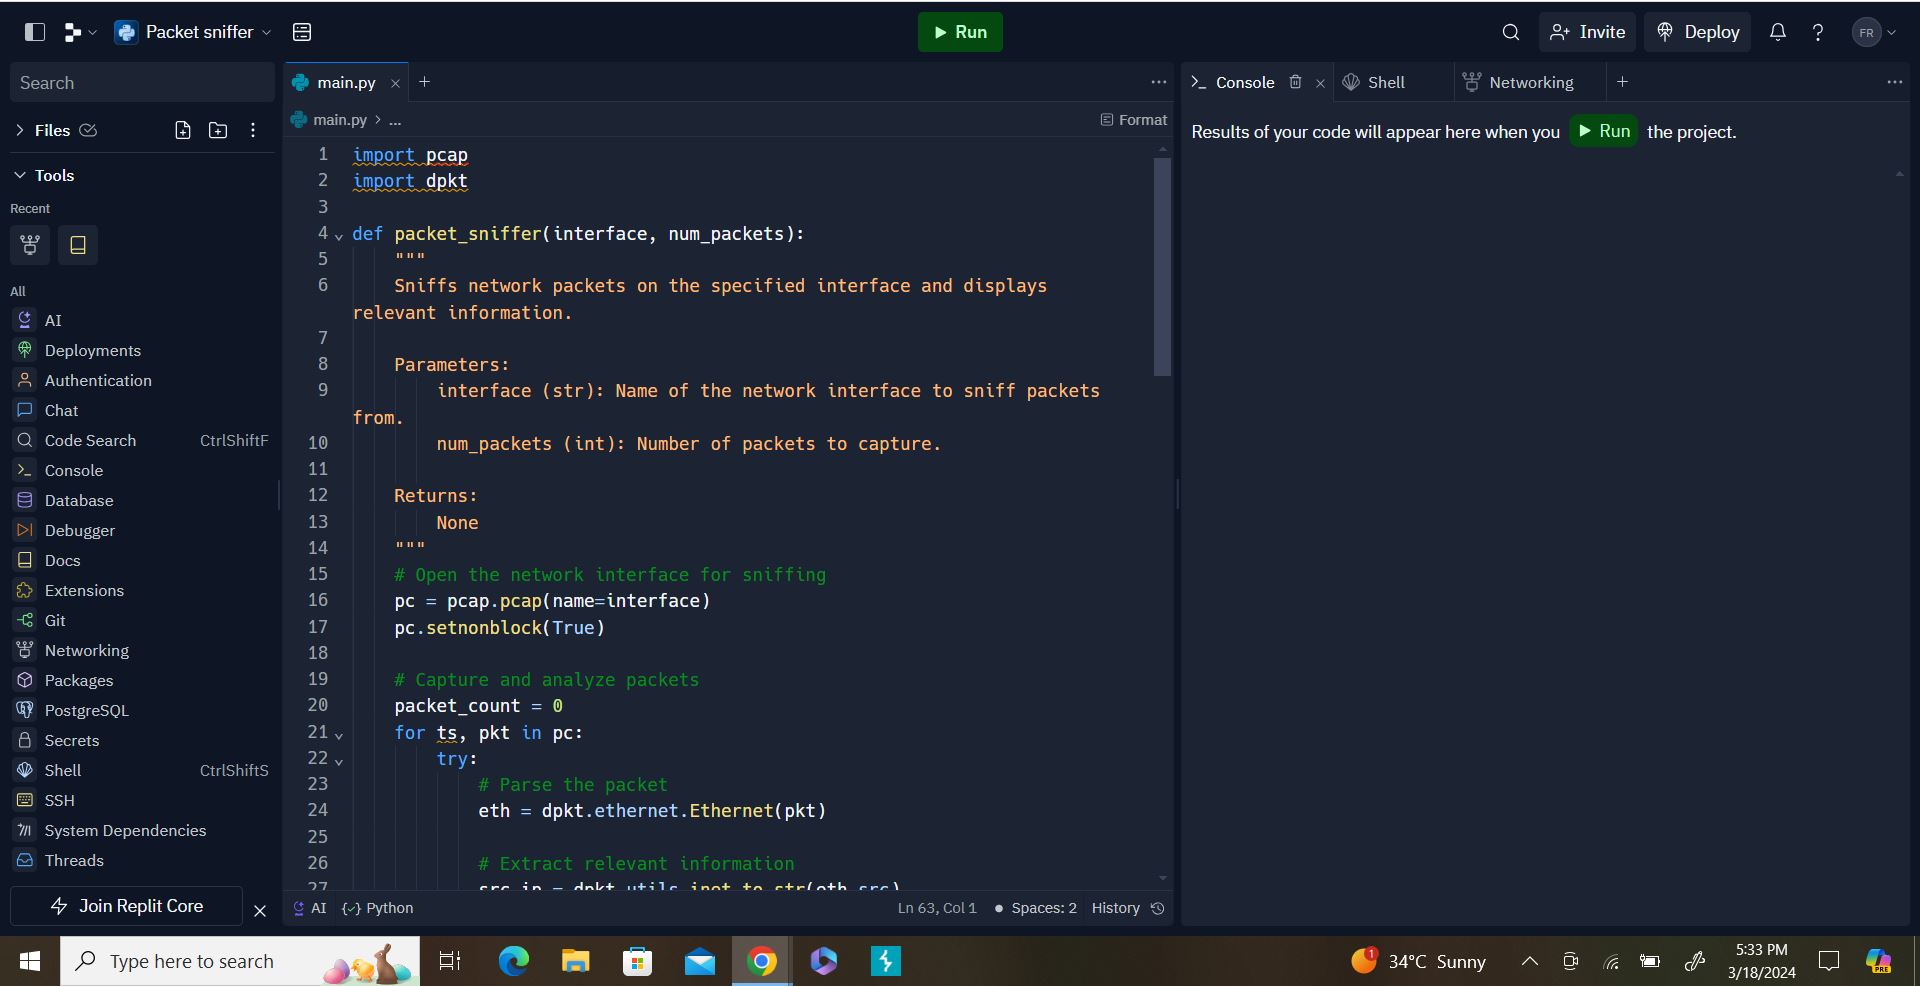 Packet sniffer
Run
Invite
Deploy
FR
Search
Files
Tools
Recent
All
AI
Deployments
Authentication
Chat
Code Search CtrlShiftF
Console
Database
Debugger
Docs
Extensions
Git
Networking
Packages
PostgreSQL
Secrets
Shell CtrlShiftS
SSH
System Dependencies
Threads
Join Replit Core
main.py
main.py > ...
Format
1 import pcap
2 import dpkt
3
4 def packet_sniffer(interface, num_packets):
5 """
6 Sniffs network packets on the specified interface and displays
relevant information.
7
8 Parameters:
9 interface (str): Name of the network interface to sniff packets
from.
10 num_packets (int): Number of packets to capture.
11
12 Returns:
13 None
14 """
15 # Open the network interface for sniffing
16 pc = pcap.pcap(name=interface)
17 pc.setnonblock(True)
18
19 # Capture and analyze packets
20 packet_count = 0
21 for ts, pkt in pc:
22 try:
23 # Parse the packet
24 eth = dpkt.ethernet.Ethernet(pkt)
25
26 # Extract relevant information
27 src_ip = dpkt.utils.inet_to_str(eth.src)
AI Python
Ln 63, Col 1 Spaces: 2 History
Console
Shell
Networking
Results of your code will appear here when you Run the project.
Type here to search
1
34°C Sunny
5:33 PM
3/18/2024
PRE